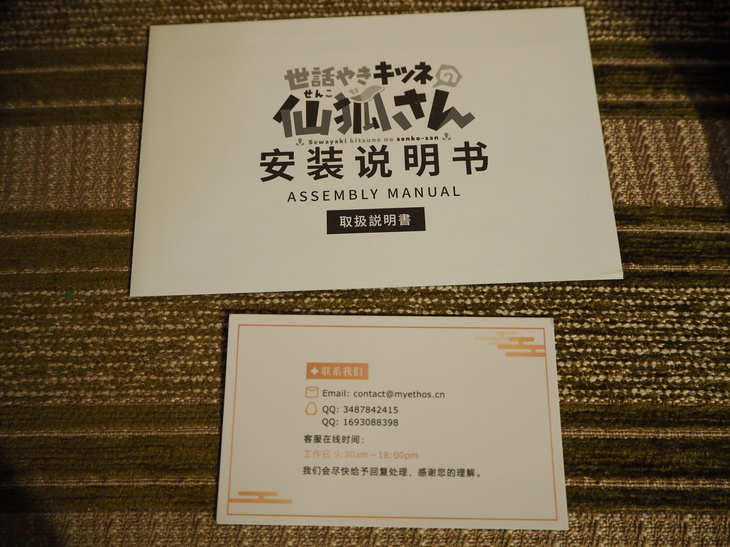 世話やきキツネの
せんこ
仙狐さん
Sewayaki kitsune no senko-san
安装说明书
ASSEMBLY MANUAL
取扱説明書
联系我们
Email: contact@myethos.cn
QQ: 3487842415
QQ: 1693088398
客服在线时间:
工作日 9:30am–18:00pm
我们会尽快给予回复处理，感谢您的理解。